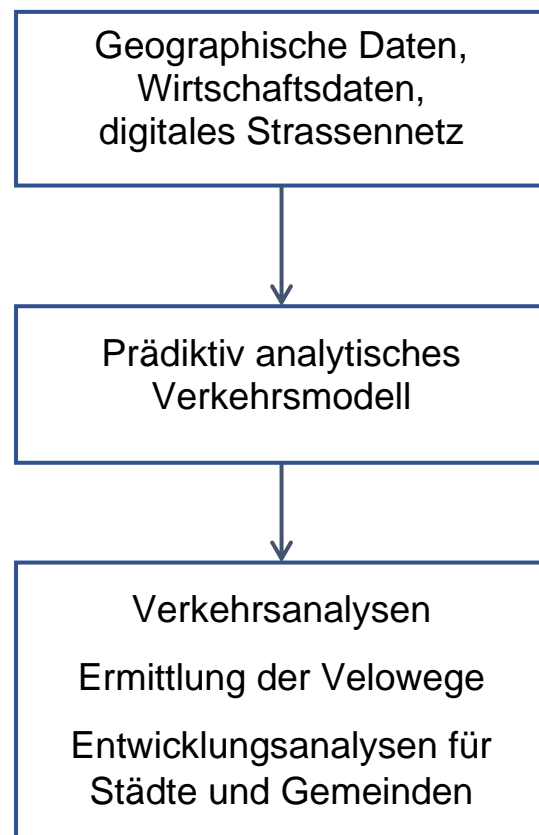 Geographische Daten,
Wirtschaftsdaten,
digitales Strassennetz
Prädiktiv analytisches
Verkehrsmodell
Verkehrsanalysen
Ermittlung der Velowege
Entwicklungsanalysen für
Städte und Gemeinden